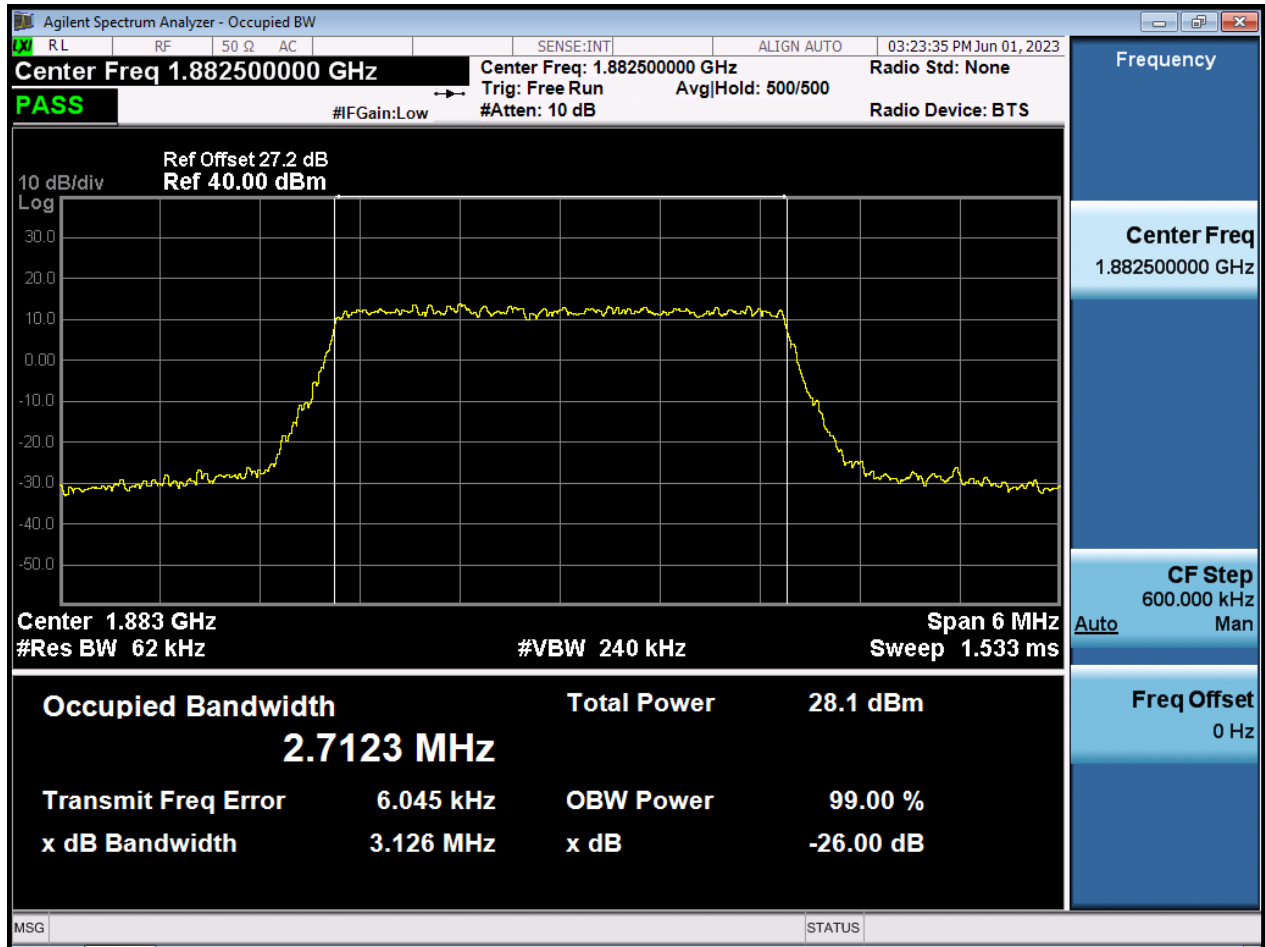 Agilent Spectrum Analyzer - Occupied BW
LXI RL RF 50 Ω AC SENSE:INT ALIGN AUTO 03:23:35 PM Jun 01, 2023
Center Freq 1.882500000 GHz
Center Freq: 1.882500000 GHz Radio Std: None
Trig: Free Run Avg|Hold: 500/500
PASS
#IFGain:Low #Atten: 10 dB Radio Device: BTS
Ref Offset 27.2 dB
10 dB/div Ref 40.00 dBm
Log
30.0
20.0
10.0
0.00
-10.0
-20.0
-30.0
-40.0
-50.0
Center 1.883 GHz Span 6 MHz
#Res BW 62 kHz #VBW 240 kHz Sweep 1.533 ms
Occupied Bandwidth Total Power 28.1 dBm
2.7123 MHz
Transmit Freq Error 6.045 kHz OBW Power 99.00 %
x dB Bandwidth 3.126 MHz x dB -26.00 dB
MSG STATUS
Frequency
Center Freq
1.882500000 GHz
CF Step
600.000 kHz
Auto Man
Freq Offset
0 Hz